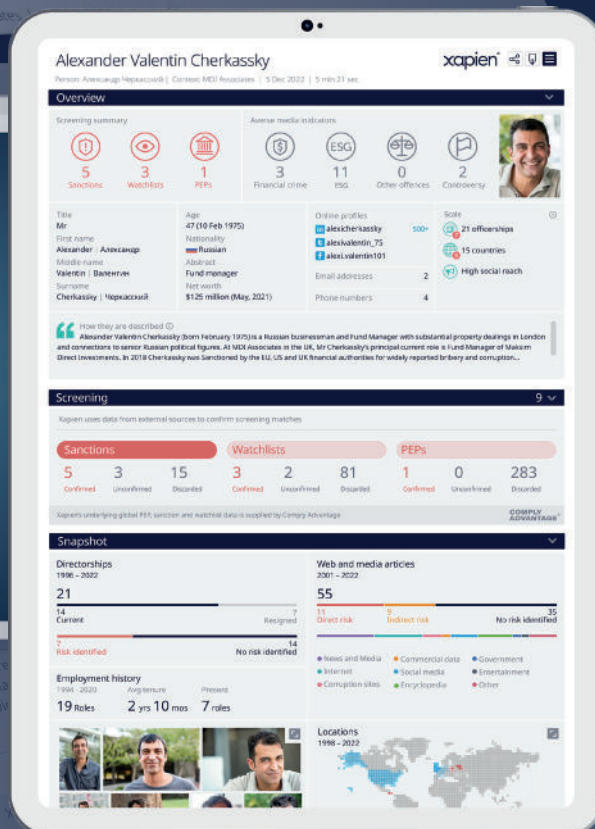 Alexander Valentin Cherkassky
xapien
Person: Александр Черкасский | Context: MDI Associates | 5 Dec 2022 | 5 min 21 sec
Overview
Screening summary
Adverse media indicators
5
3
1
3
11
0
2
ESG
Sanctions
Watchlists
PEPs
Financial crime
ESG
Other offences
Controversy
Title
Mr
First name
Alexander | Александр
Middle name
Valentin | Валентин
Surname
Cherkassky | Черкасский
Age
47 (10 Feb 1975)
Nationality
Russian
Abstract
Fund manager
Net worth
$125 million (May, 2021)
Online profiles
alexicherkassky 500+
alexivalentin_75
alexi.valentin101
Email addresses 2
Phone numbers 4
Scale
21 officerships
15 countries
High social reach
How they are described
Alexander Valentin Cherkassky (born February 1975) is a Russian businessman and Fund Manager with substantial property dealings in London
and connections to senior Russian political figures. At MDI Associates in the UK, Mr Cherkassky's principal current role is Fund Manager of Maksim
Direct Investments. In 2018 Cherkassky was Sanctioned by the EU, US and UK financial authorities for widely reported bribery and corruption...
Screening 9
Xapien uses data from external sources to confirm screening matches
Sanctions
5 3 15
Confirmed Unconfirmed Discarded
Watchlists
3 2 81
Confirmed Unconfirmed Discarded
PEPs
1 0 283
Confirmed Unconfirmed Discarded
Xapien's underlying global PEP, sanction and watchlist data is supplied by Comply Advantage
COMPLY
ADVANTAGE
Snapshot
Directorships
1996 – 2022
21
14 7
Current Resigned
7 14
Risk identified No risk identified
Employment history
1994 - 2020 Avg tenure Present
19 Roles 2 yrs 10 mos 7 roles
Web and media articles
2001 – 2022
55
11 9 35
Direct risk Indirect risk No risk identified
News and Media Commercial data Government
Internet Social media Entertainment
Corruption sites Encyclopedia Other
Locations
1998 – 2022